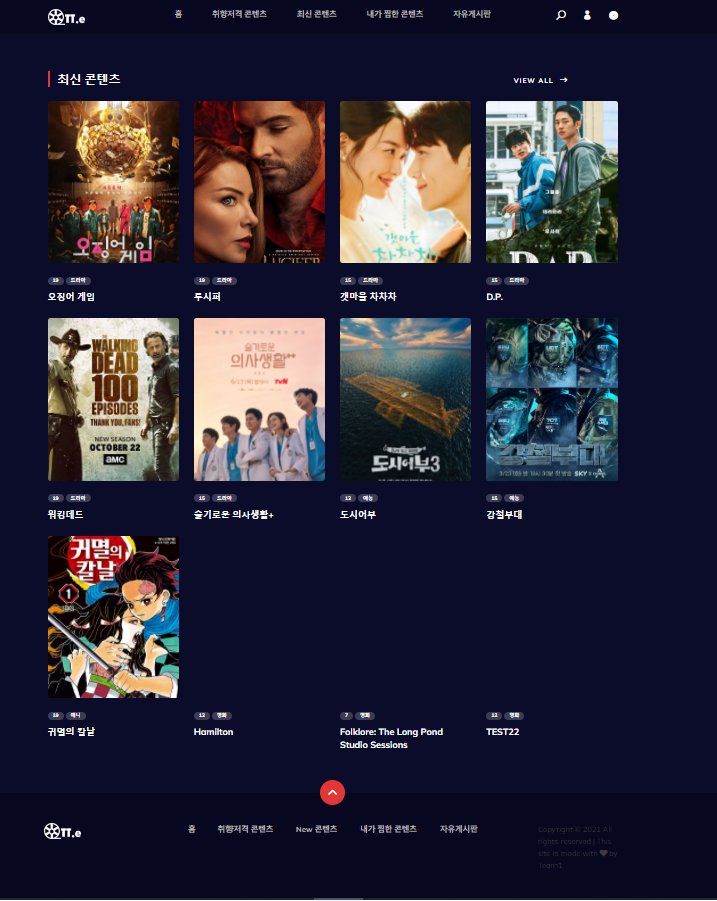 OTT.e
홈 취향저격 콘텐츠 최신 콘텐츠 내가 찜한 콘텐츠 자유게시판
최신 콘텐츠
VIEW ALL →
오징어 게임
LUCIFER
갯마을
차차차
D.P.
19 드라마
오징어 게임
19 드라마
루시퍼
15 드라마
갯마을 차차차
15 드라마
D.P.
THE
WALKING
DEAD
100
EPISODES
THANK YOU, FANS!
NEW SEASON
OCTOBER 22
AMC
슬기로운
의사생활
tvN
도시어부3
강철부대
SKY
19 드라마
워킹데드
15 드라마
슬기로운 의사생활+
12 예능
도시어부
15 예능
강철부대
귀멸의
칼날
1
19 애니
귀멸의 칼날
12 영화
Hamilton
7 영화
Folklore: The Long Pond
Studio Sessions
12 영화
TEST22
OTT.e
홈 취향저격 콘텐츠 New 콘텐츠 내가 찜한 콘텐츠 자유게시판
Copyright © 2021 All
rights reserved | This
site is made with ♥ by
Team1